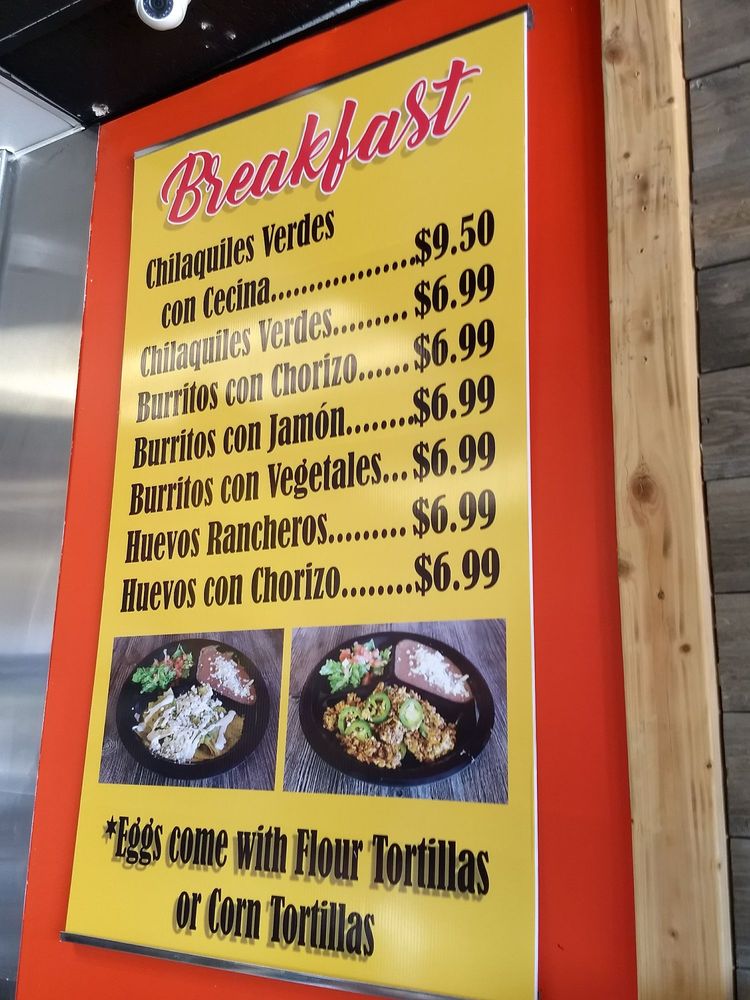 Breakfast
Chilaquiles Verdes
con Cecina..................$9.50
Chilaquiles Verdes.........$6.99
Burritos con Chorizo......$6.99
Burritos con Jamón........$6.99
Burritos con Vegetales...$6.99
Huevos Rancheros.........$6.99
Huevos con Chorizo........$6.99
*Eggs come with Flour Tortillas
or Corn Tortillas